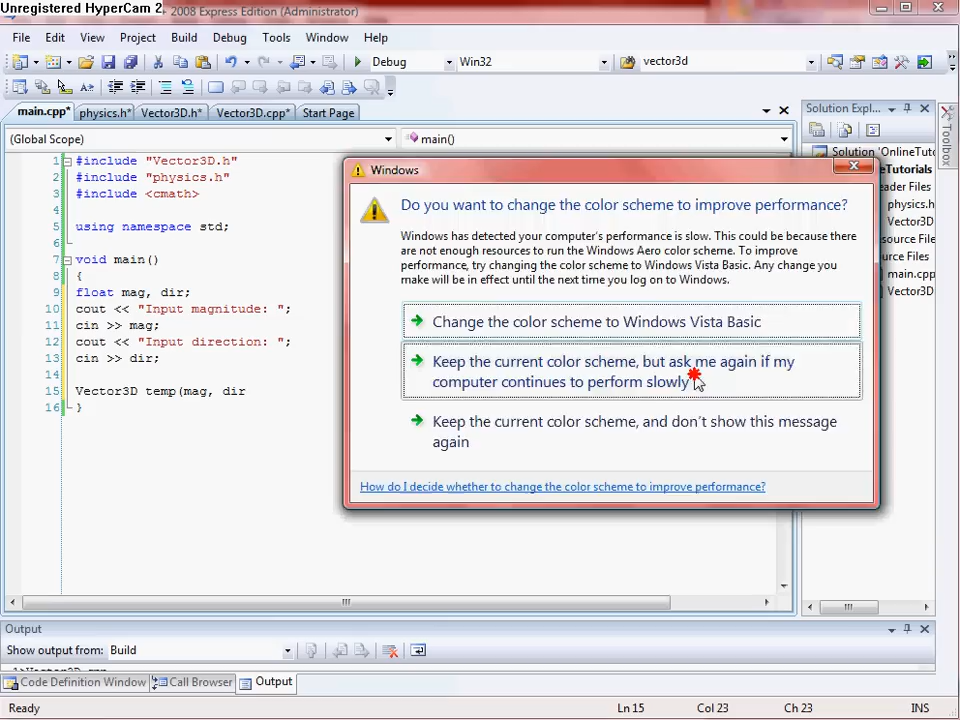 Unregistered HyperCam 2
2008 Express Edition (Administrator)
File Edit View Project Build Debug Tools Window Help
Debug Win32 vector3d
main.cpp* physics.h* Vector3D.h* Vector3D.cpp* Start Page
Solution Expl...
Toolbox
(Global Scope) main()
Solution 'OnlineTuto
neTutorials
eader Files
physics.h
Vector3D
ource Files
rce Files
main.cpp
Vector3D
1 #include "Vector3D.h"
2 #include "physics.h"
3 #include <cmath>
4
5 using namespace std;
6
7 void main()
8 {
9 float mag, dir;
10 cout << "Input magnitude: ";
11 cin >> mag;
12 cout << "Input direction: ";
13 cin >> dir;
14
15 Vector3D temp(mag, dir
16 }
Windows
Do you want to change the color scheme to improve performance?
Windows has detected your computer's performance is slow. This could be because there
are not enough resources to run the Windows Aero color scheme. To improve
performance, try changing the color scheme to Windows Vista Basic. Any change you
make will be in effect until the next time you log on to Windows.
Change the color scheme to Windows Vista Basic
Keep the current color scheme, but ask me again if my
computer continues to perform slowly
Keep the current color scheme, and don't show this message
again
How do I decide whether to change the color scheme to improve performance?
Output
Show output from: Build
Code Definition Window Call Browser Output
Ready Ln 15 Col 23 Ch 23 INS